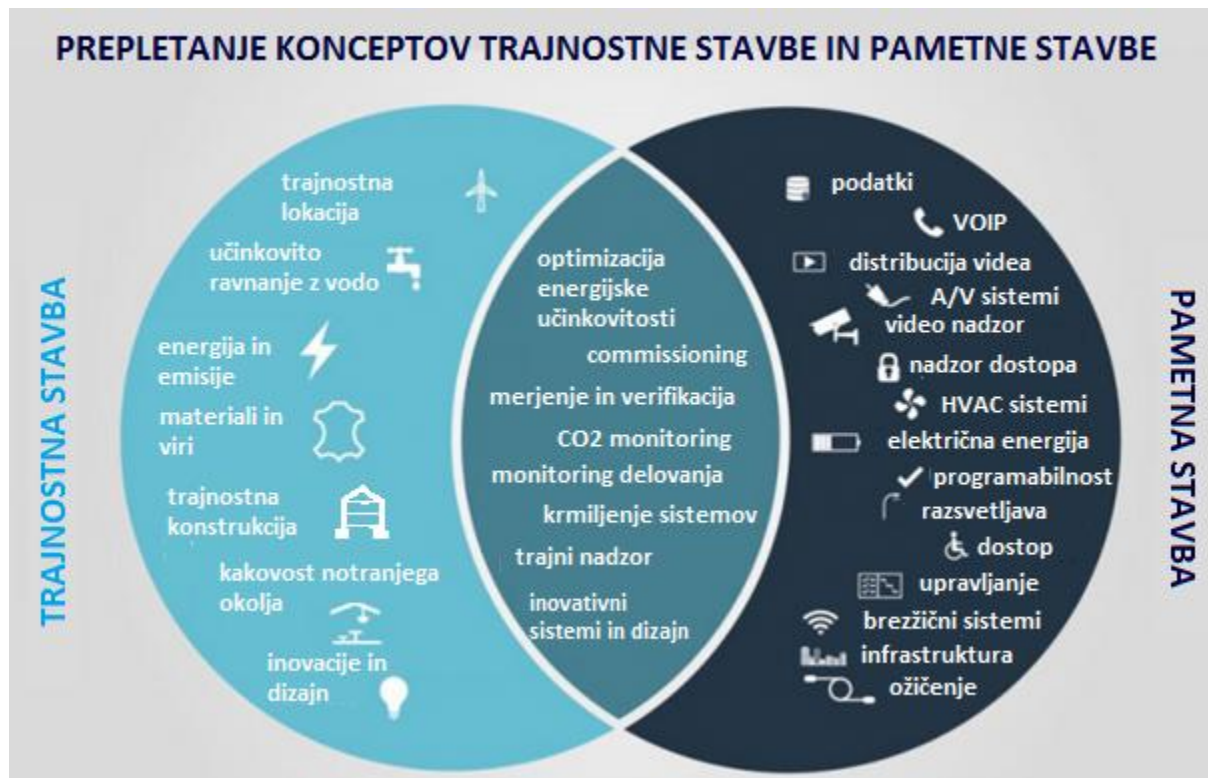 PREPLETANJE KONCEPTOV TRAJNOSTNE STAVBE IN PAMETNE STAVBE
TRAJNOSTNA STAVBA
trajnostna
lokacija
učinkovito
ravnanje z vodo
energija in
emisije
materiali in
viri
trajnostna
konstrukcija
kakovost notranjega
okolja
inovacije in
dizajn
optimizacija
energijske
učinkovitosti
commissioning
merjenje in verifikacija
CO2 monitoring
monitoring delovanja
krmiljenje sistemov
trajni nadzor
inovativni
sistemi in dizajn
podatki
VOIP
distribucija videa
A/V sistemi
video nadzor
nadzor dostopa
HVAC sistemi
električna energija
programabilnost
razsvetljava
dostop
upravljanje
brezžični sistemi
infrastruktura
ožičenje
PAMETNA STAVBA